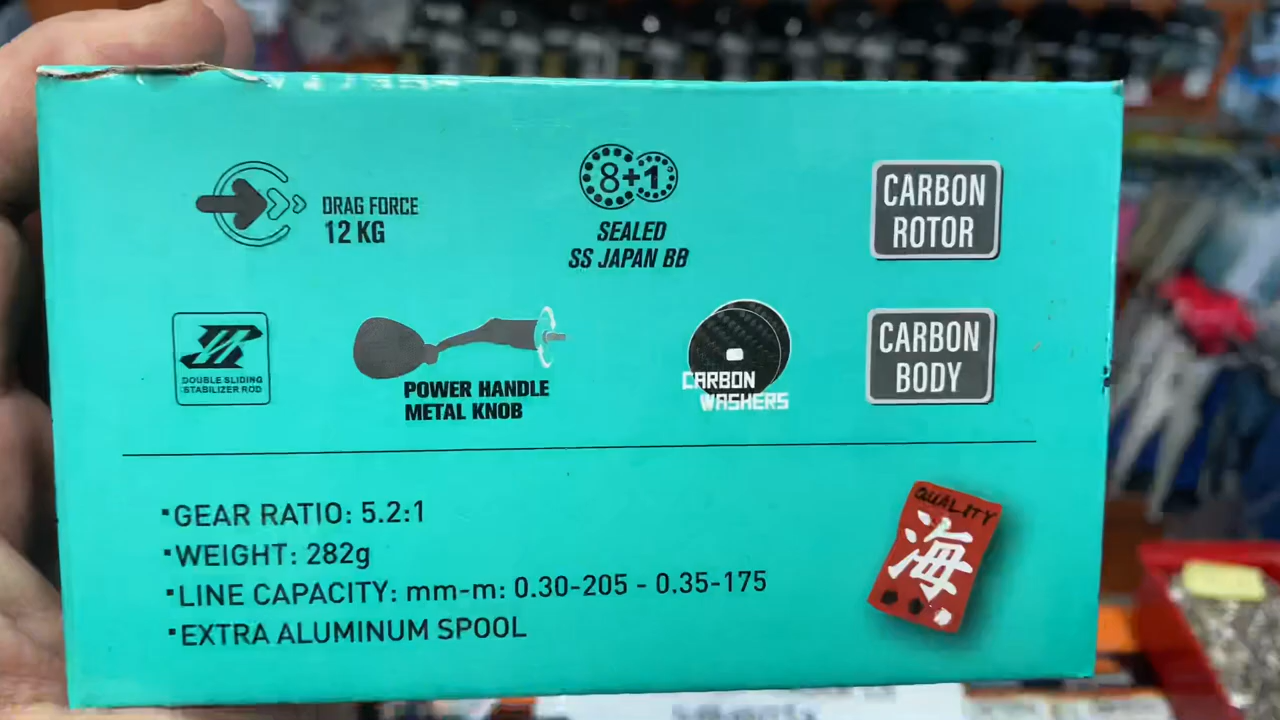 DRAG FORCE
12 KG
8+1
SEALED
SS JAPAN BB
CARBON
ROTOR
DOUBLE SLIDING
STABILIZER ROD
POWER HANDLE
METAL KNOB
CARBON
WASHERS
CARBON
BODY
▪GEAR RATIO: 5.2:1
▪WEIGHT: 282g
▪LINE CAPACITY: mm-m: 0.30-205 - 0.35-175
▪EXTRA ALUMINUM SPOOL
QUALITY
海